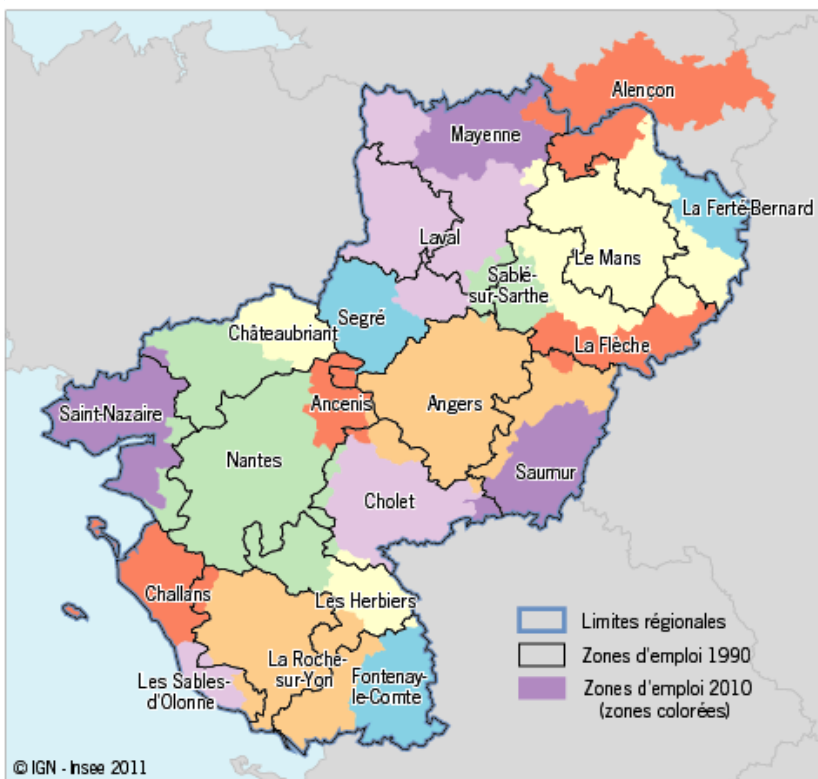 Alençon
Mayenne
La Ferté-Bernard
Laval
Le Mans
Sablé-
sur-Sarthe
Segré
Châteaubriant
La Flèche
Ancenis
Angers
Saint-Nazaire
Nantes
Saumur
Cholet
Challans
Les Herbiers
La Roche-
sur-Yon
Les Sables-
d'Olonne
Fontenay-
le-Comte
Limites régionales
Zones d'emploi 1990
Zones d'emploi 2010
(zones colorées)
© IGN - Insee 2011